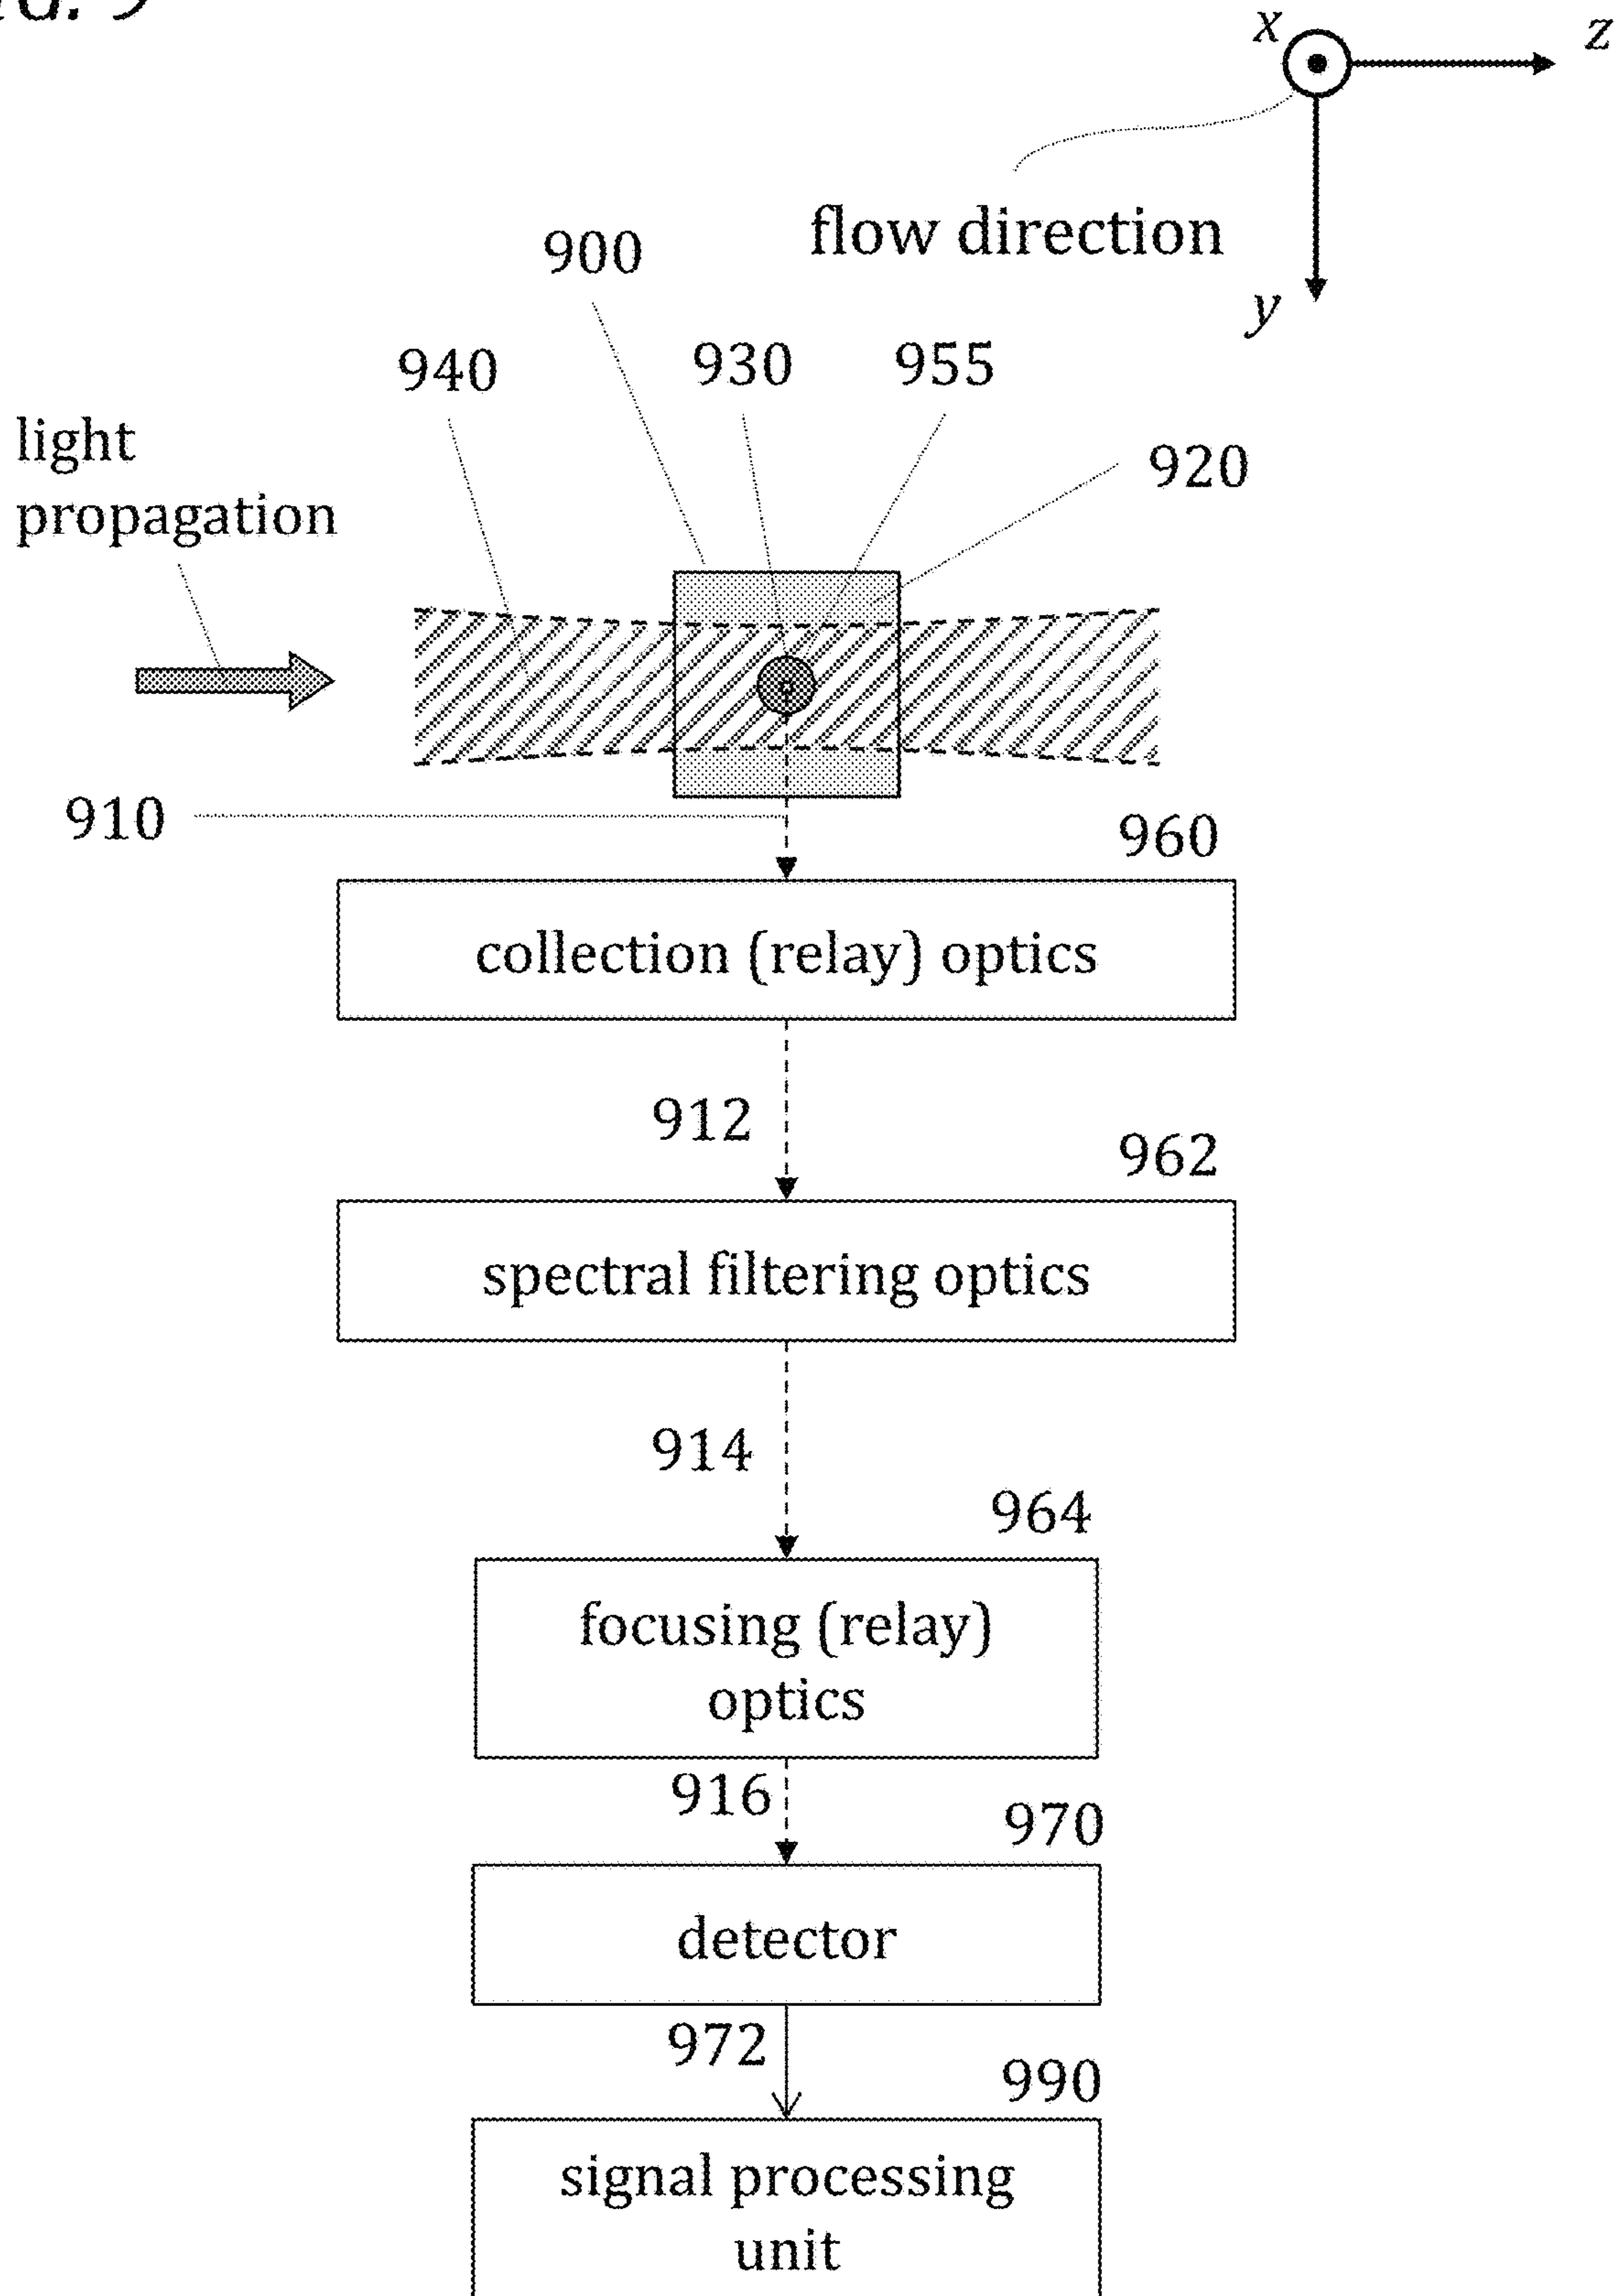 x
z
flow direction
y
900
940
930
955
920
light
propagation
910
960
collection (relay) optics
912
962
spectral filtering optics
914
964
focusing (relay)
optics
916
970
detector
972
990
signal processing
unit